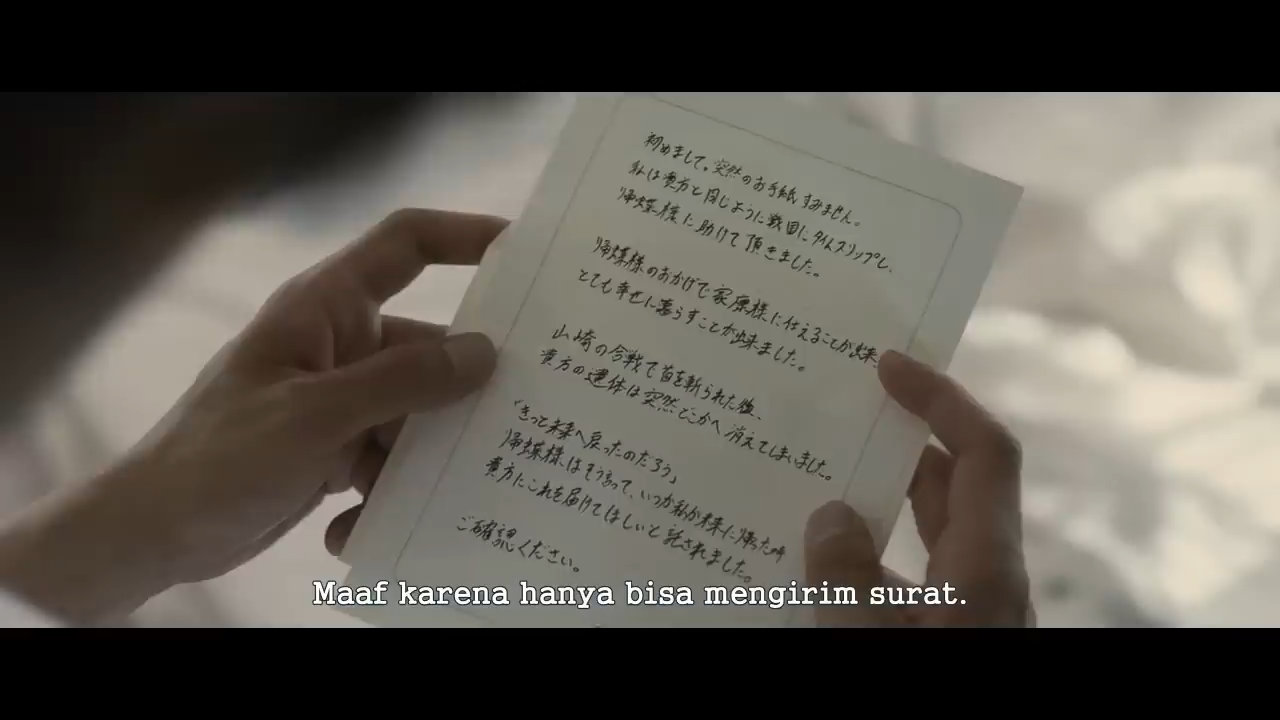 初めまして。突然のお手紙すみません。
私は貴方と同じように戦国にタイムスリップし、
帰蝶様に助けて頂きました。
帰蝶様のおかげで家康様に仕えることが出来、
とても幸せに暮らすことが出来ました。
山崎の合戦で首を斬られた後、
貴方の遺体は突然どこかへ消えてしまいました。
「きっと未来へ戻ったのだろう」
帰蝶様はそう言って、いつか私が未来に帰った時
貴方にこれを届けてほしいと託されました。
ご確認ください。
Maaf karena hanya bisa mengirim surat.